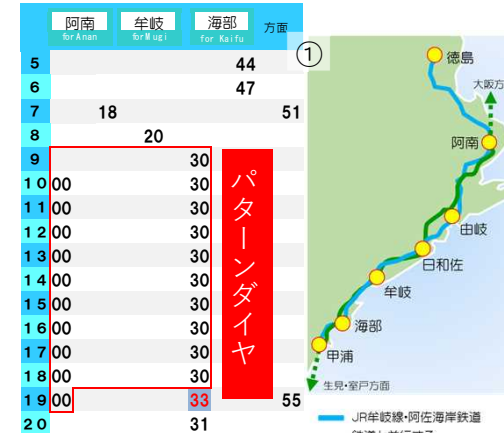 阿南 牟岐 海部 方面
for Anan for Mugi for Kaifu
5 44
6 47
7 18 51
8 20
9 30
10 00 30
11 00 30
12 00 30
13 00 30
14 00 30
15 00 30
16 00 30
17 00 30
18 00 30
19 00 33 55
20 31
パターンダイヤ
①
徳島
大阪方
阿南
由岐
日和佐
牟岐
海部
甲浦
生見・室戸方面
JR牟岐線・阿佐海岸鉄道